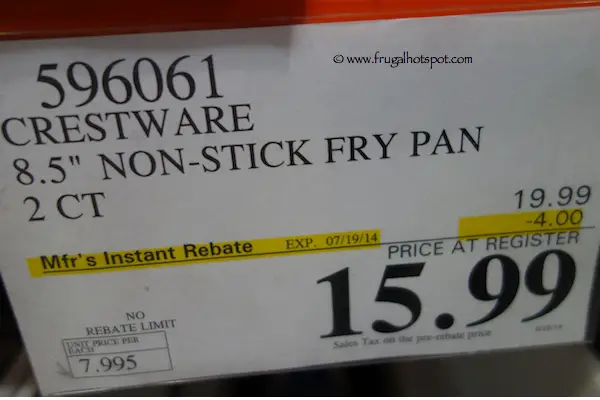 © www.frugalhotspot.com
596061
CRESTWARE
8.5" NON-STICK FRY PAN
2 CT
19.99
-4.00
Mfr's Instant Rebate EXP. 07/19/14
PRICE AT REGISTER
15.99
Sales Tax on the pre-rebate price
NO
REBATE LIMIT
UNIT PRICE PER
EACH
7.995